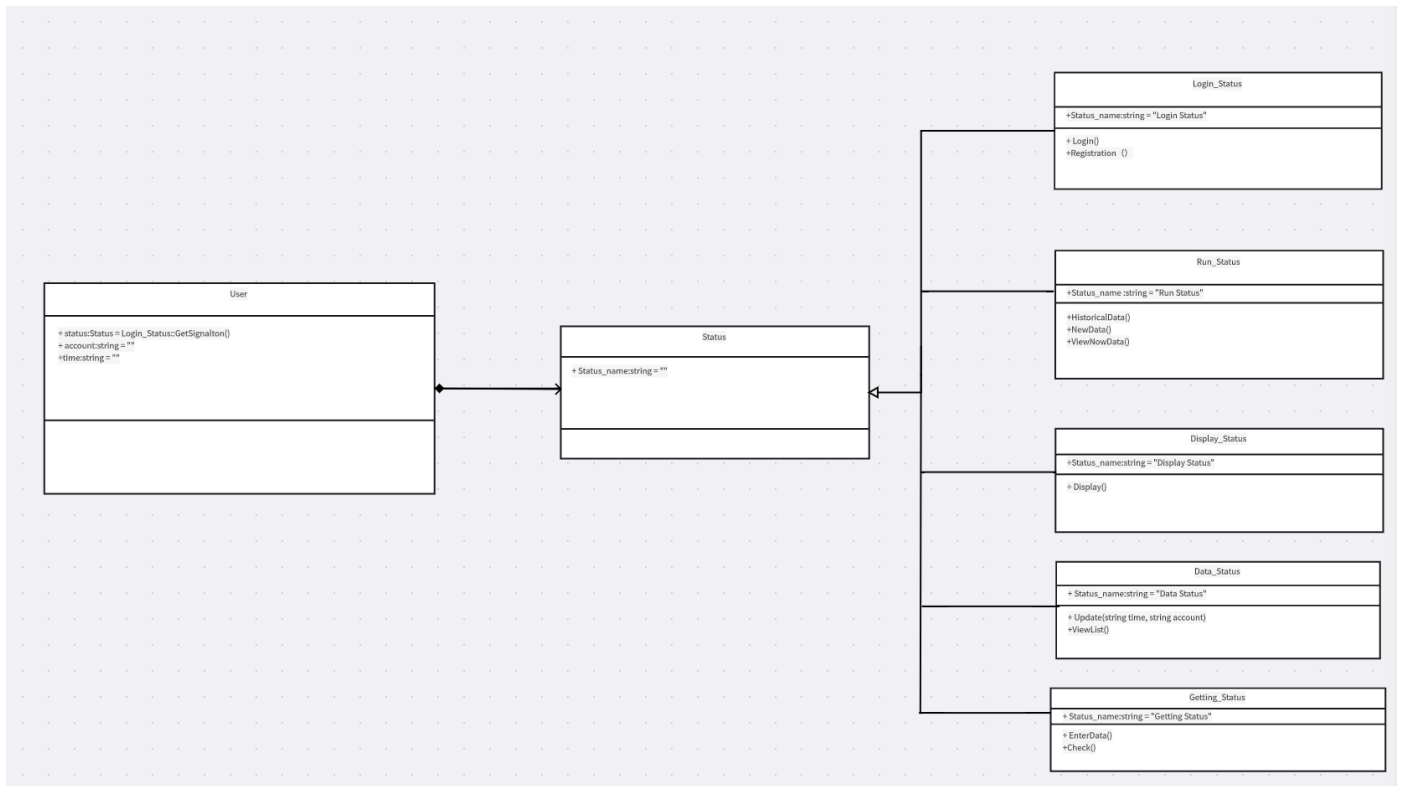 User
+ status:Status = Login_Status::GetSignalton()
+ account:string = ""
+time:string = ""
Status
+ Status_name:string = ""
Login_Status
+Status_name:string = "Login Status"
+ Login()
+Registration（）
Run_Status
+Status_name :string = "Run Status"
+HistoricalData()
+NewData()
+ViewNowData()
Display_Status
+Status_name:string = "Display Status"
+ Display()
Data_Status
+ Status_name:string = "Data Status"
+ Update(string time, string account)
+ViewList()
Getting_Status
+ Status_name:string = "Getting Status"
+ EnterData()
+Check()